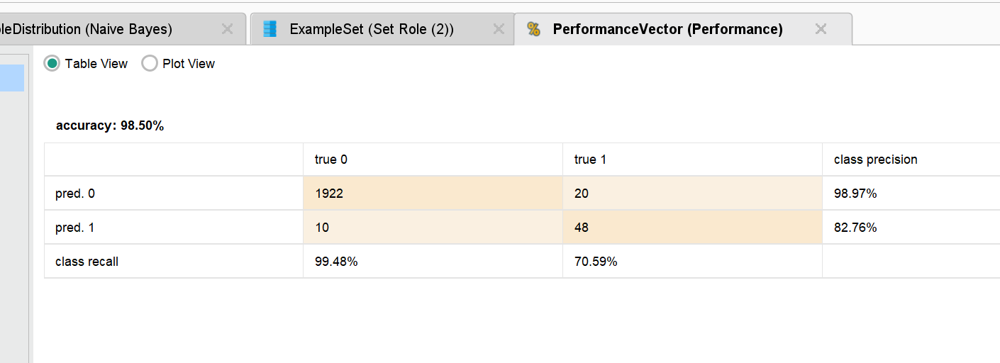 leDistribution (Naive Bayes) ExampleSet (Set Role (2)) % PerformanceVector (Performance)
Table View Plot View
accuracy: 98.50%
true 0 true 1 class precision
pred. 0 1922 20 98.97%
pred. 1 10 48 82.76%
class recall 99.48% 70.59%